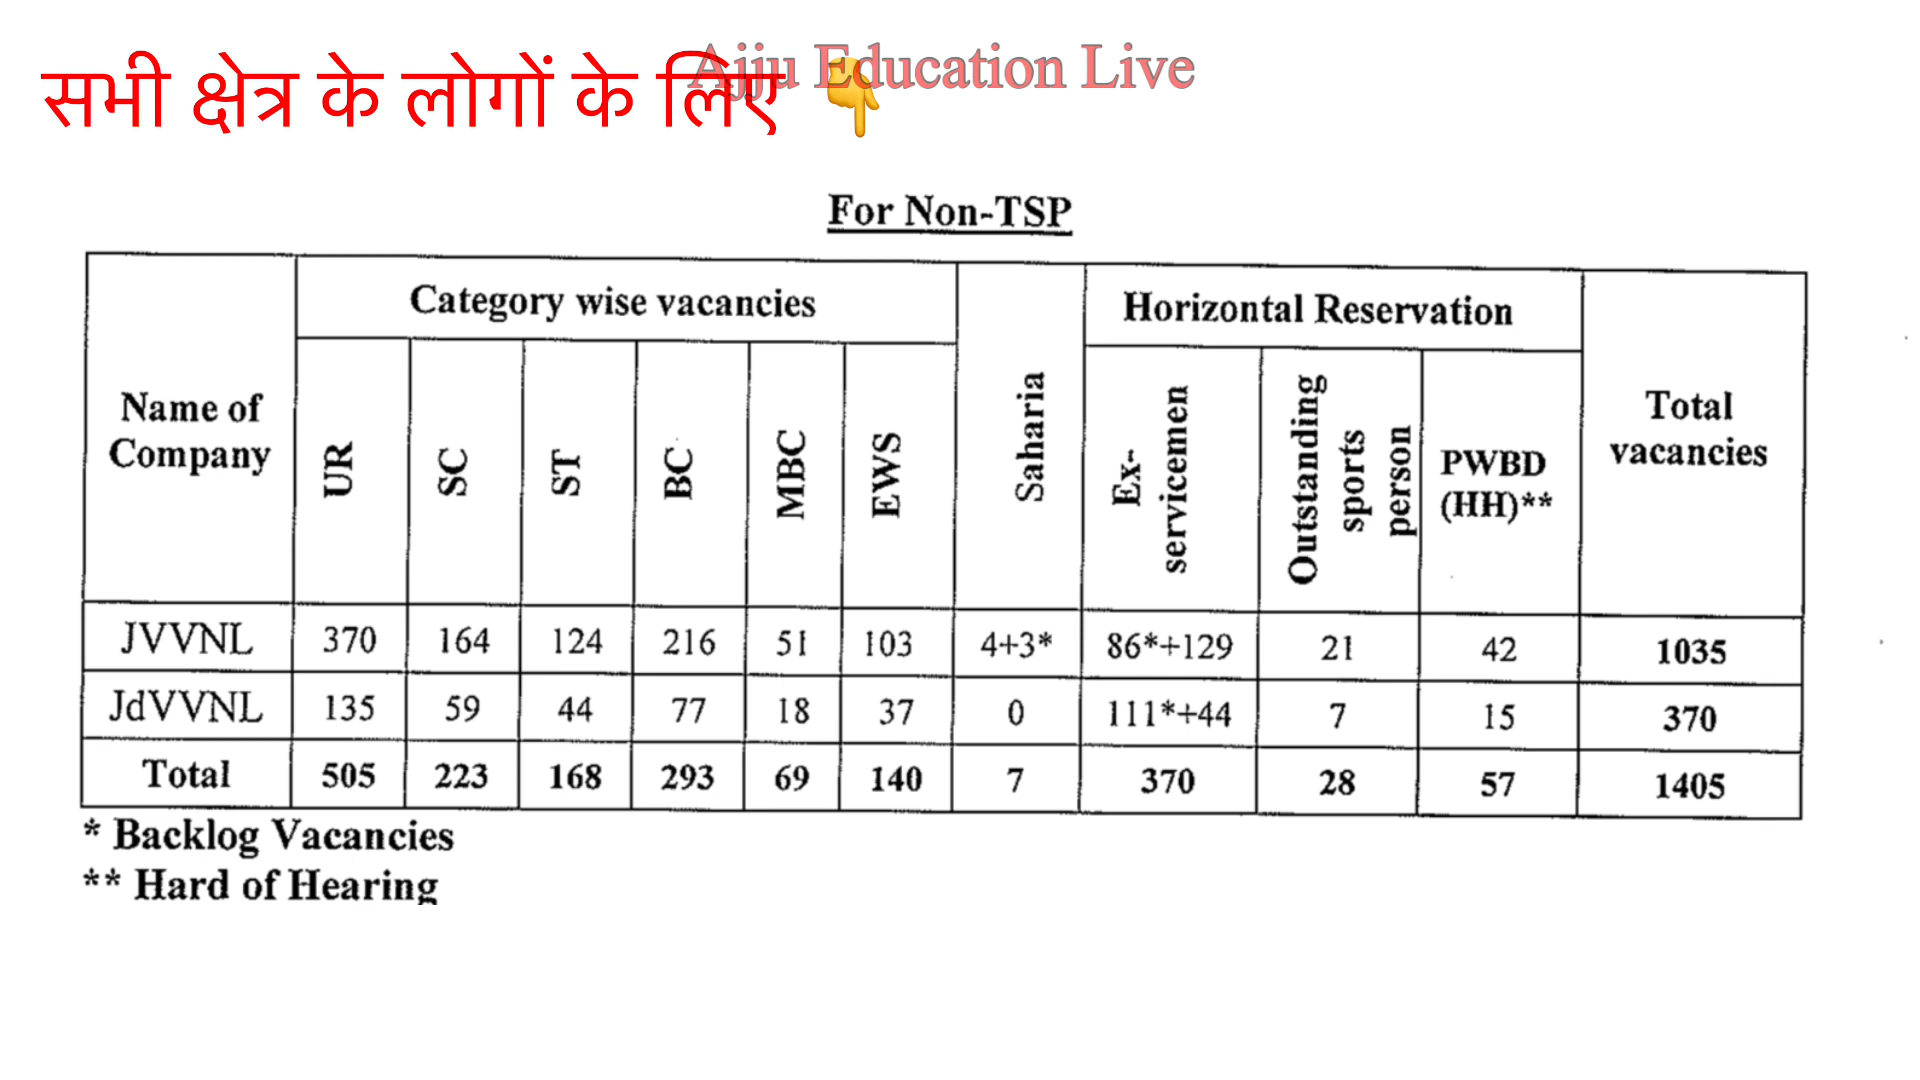 Ajju Education Live
सभी क्षेत्र के लोगों के लिए 👇
For Non-TSP
Name of Company | Category wise vacancies | Saharia | Horizontal Reservation | Total vacancies
UR | SC | ST | BC | MBC | EWS | Ex-servicemen | Outstanding sports person | PWBD (HH)**
JVVNL | 370 | 164 | 124 | 216 | 51 | 103 | 4+3* | 86*+129 | 21 | 42 | 1035
JdVVNL | 135 | 59 | 44 | 77 | 18 | 37 | 0 | 111*+44 | 7 | 15 | 370
Total | 505 | 223 | 168 | 293 | 69 | 140 | 7 | 370 | 28 | 57 | 1405
* Backlog Vacancies
** Hard of Hearing